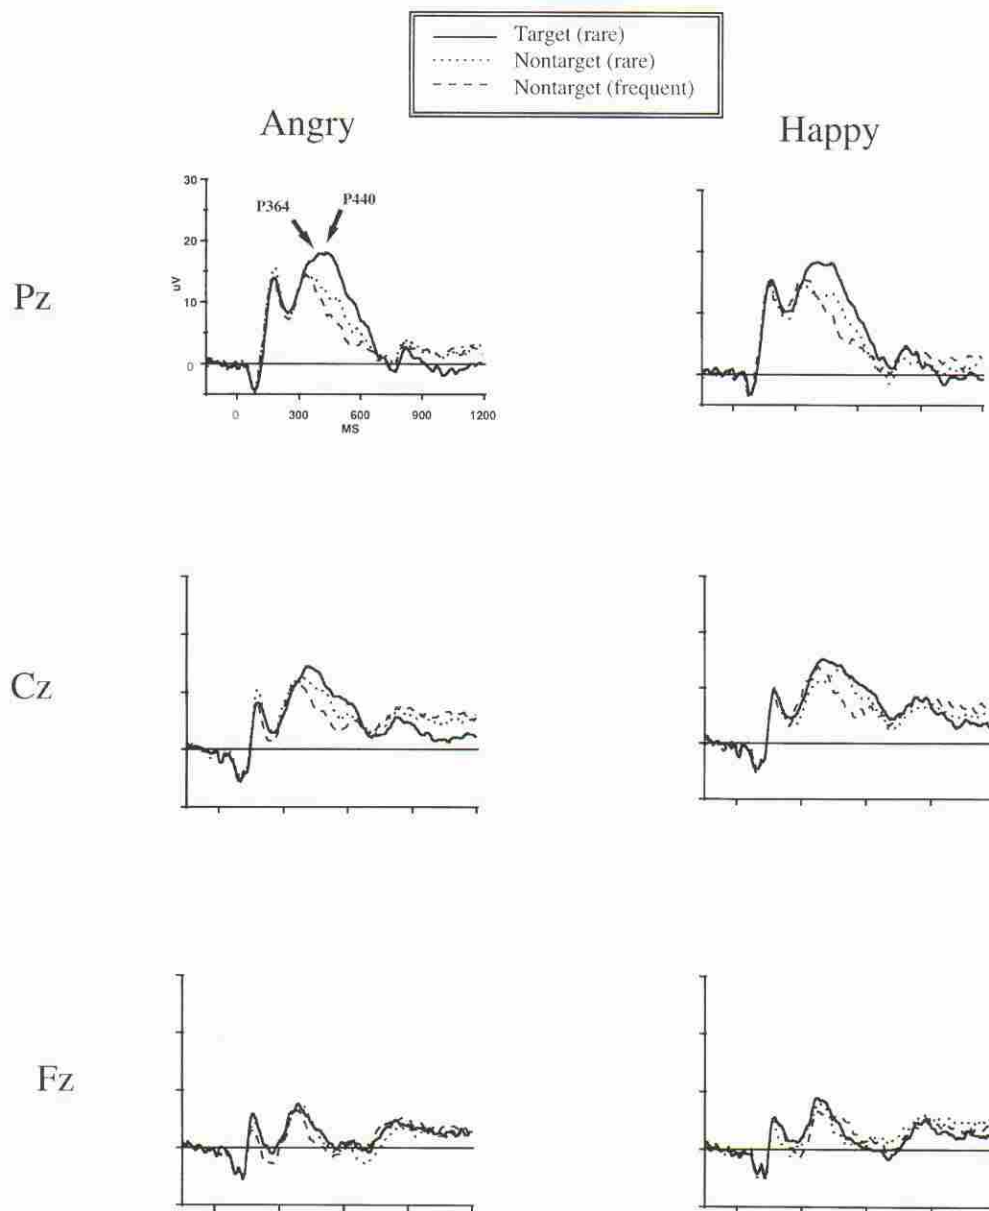 Target (rare)
Nontarget (rare)
Nontarget (frequent)
Angry
Happy
30
20
10
0
uV
P364
P440
Pz
0
300
600
900
1200
MS
Cz
Fz